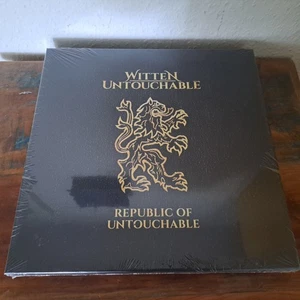 WITTEN
UNTOUCHABLE
REPUBLIC OF
UNTOUCHABLE